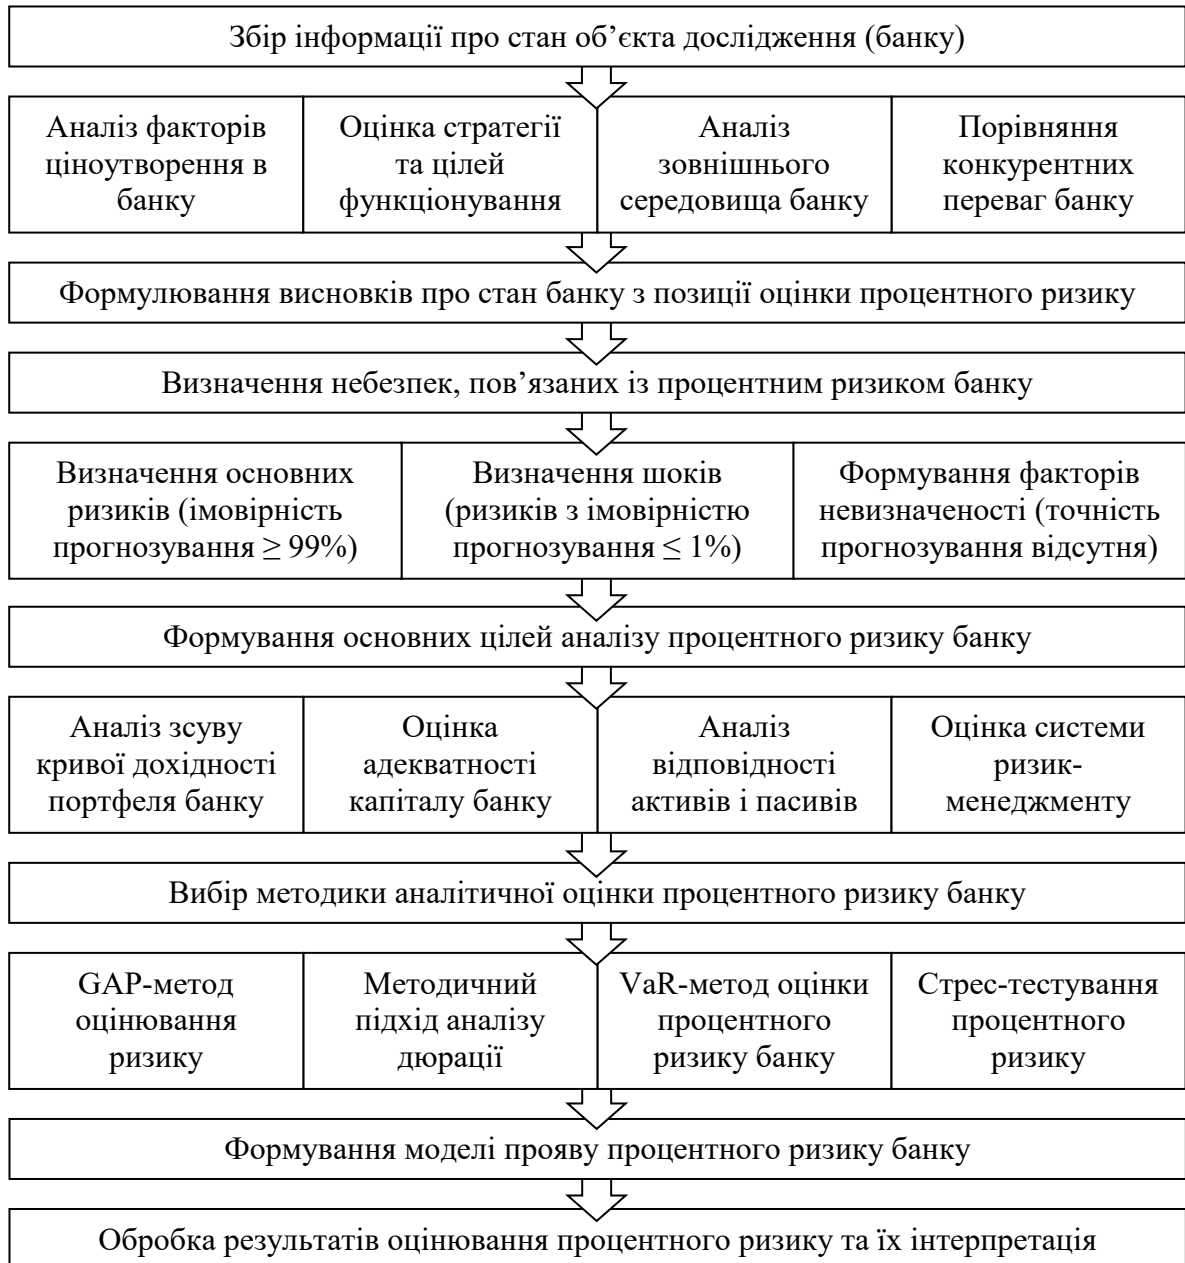 Збір інформації про стан об’єкта дослідження (банку)
Аналіз факторів
ціноутворення в
банку
Оцінка стратегії
та цілей
функціонування
Аналіз
зовнішнього
середовища банку
Порівняння
конкурентних
переваг банку
Формулювання висновків про стан банку з позиції оцінки процентного ризику
Визначення небезпек, пов’язаних із процентним ризиком банку
Визначення основних
ризиків (імовірність
прогнозування ≥ 99%)
Визначення шоків
(ризиків з імовірністю
прогнозування ≤ 1%)
Формування факторів
невизначеності (точність
прогнозування відсутня)
Формування основних цілей аналізу процентного ризику банку
Аналіз зсуву
кривої дохідності
портфеля банку
Оцінка
адекватності
капіталу банку
Аналіз
відповідності
активів і пасивів
Оцінка системи
ризик-
менеджменту
Вибір методики аналітичної оцінки процентного ризику банку
GAP-метод
оцінювання
ризику
Методичний
підхід аналізу
дюрації
VaR-метод оцінки
процентного
ризику банку
Стрес-тестування
процентного
ризику
Формування моделі прояву процентного ризику банку
Обробка результатів оцінювання процентного ризику та їх інтерпретація